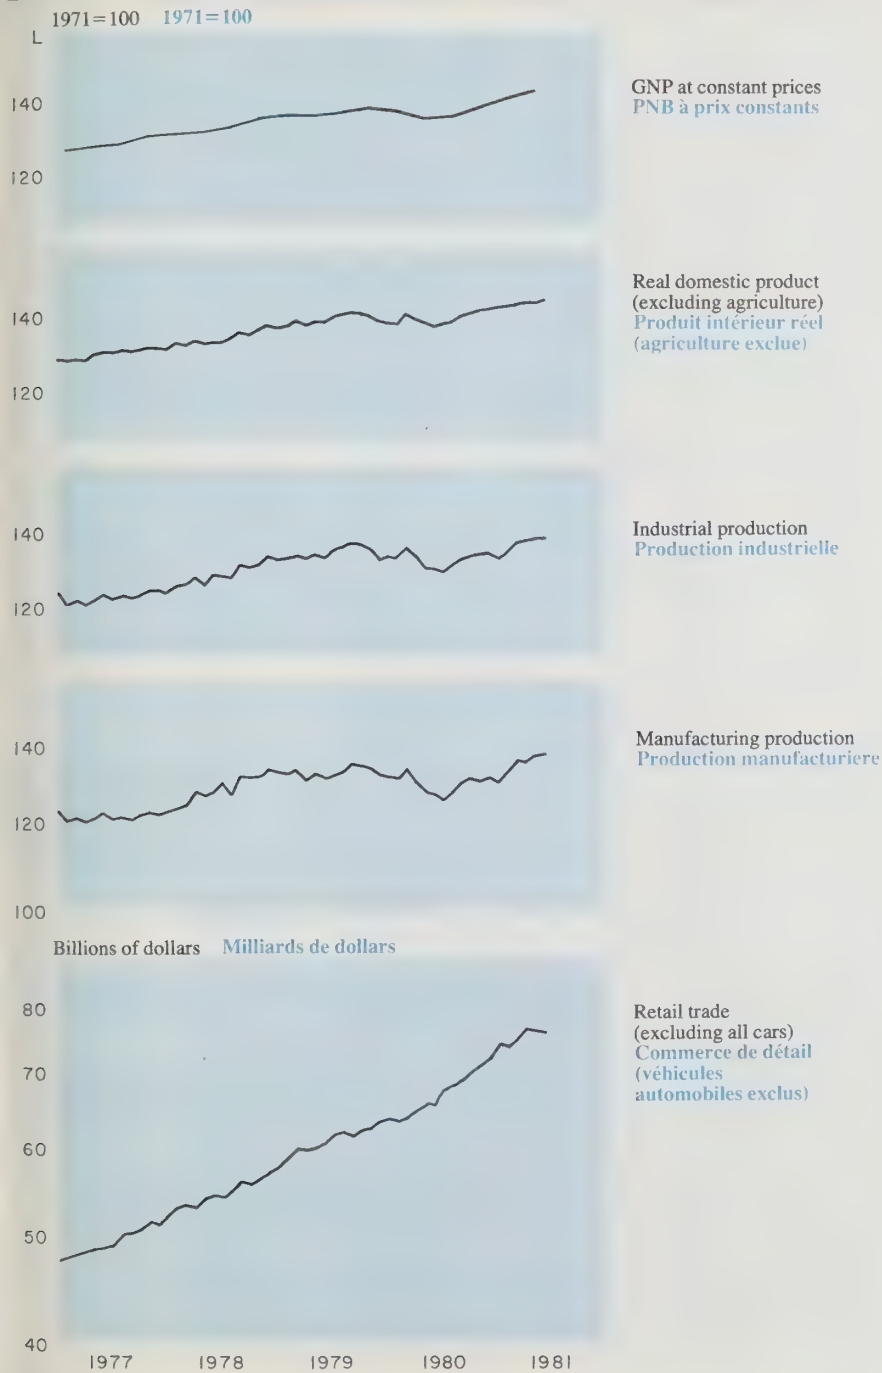 1971=100 1971=100
L
140
120
GNP at constant prices
PNB à prix constants
140
120
Real domestic product
(excluding agriculture)
Produit intérieur réel
(agriculture exclue)
140
120
Industrial production
Production industrielle
140
120
100
Manufacturing production
Production manufacturiere
Billions of dollars Milliards de dollars
80
70
60
50
40
Retail trade
(excluding all cars)
Commerce de détail
(véhicules
automobiles exclus)
1977 1978 1979 1980 1981